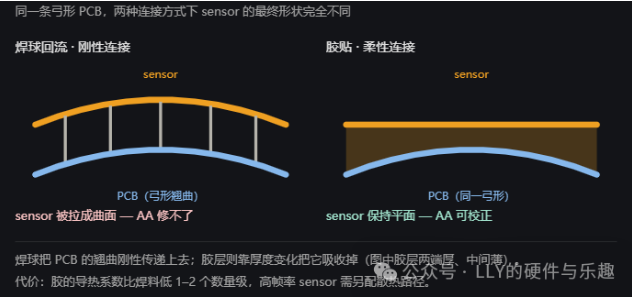 同一条弓形 PCB，两种连接方式下 sensor 的最终形状完全不同
焊球回流 · 刚性连接
胶贴 · 柔性连接
sensor
sensor
PCB（弓形翘曲）
PCB（同一弓形）
sensor 被拉成曲面 — AA 修不了
sensor 保持平面 — AA 可校正
焊球把 PCB 的翘曲刚性传递上去；胶层则靠厚度变化把它吸收掉（图中胶层两端厚、中间薄）。
代价：胶的导热系数比焊料低 1–2 个数量级，高帧率 sensor 需另配散热路径。
公众号 · LLY的硬件与乐趣